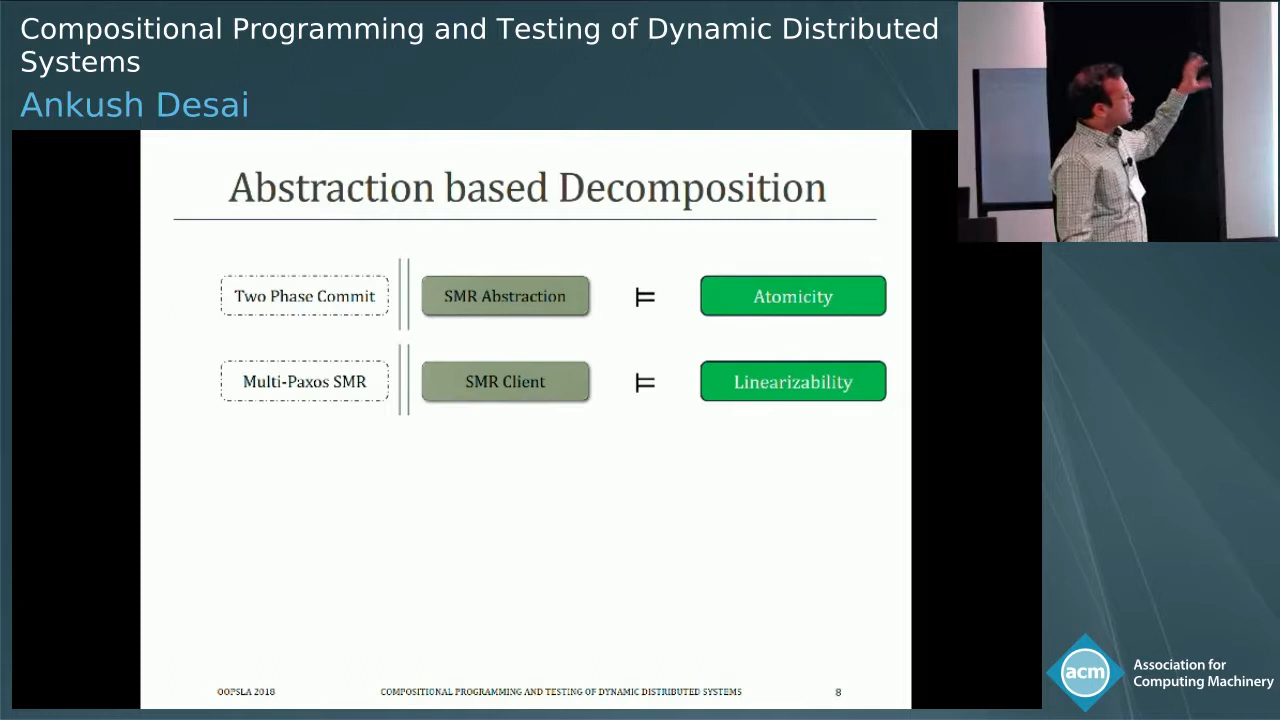 Compositional Programming and Testing of Dynamic Distributed
Systems
Ankush Desai
Abstraction based Decomposition
Two Phase Commit
SMR Abstraction
⊨
Atomicity
Multi-Paxos SMR
SMR Client
⊨
Linearizability
OOPSLA 2018
COMPOSITIONAL PROGRAMMING AND TESTING OF DYNAMIC DISTRIBUTED SYSTEMS
8
acm
Association for
Computing Machinery